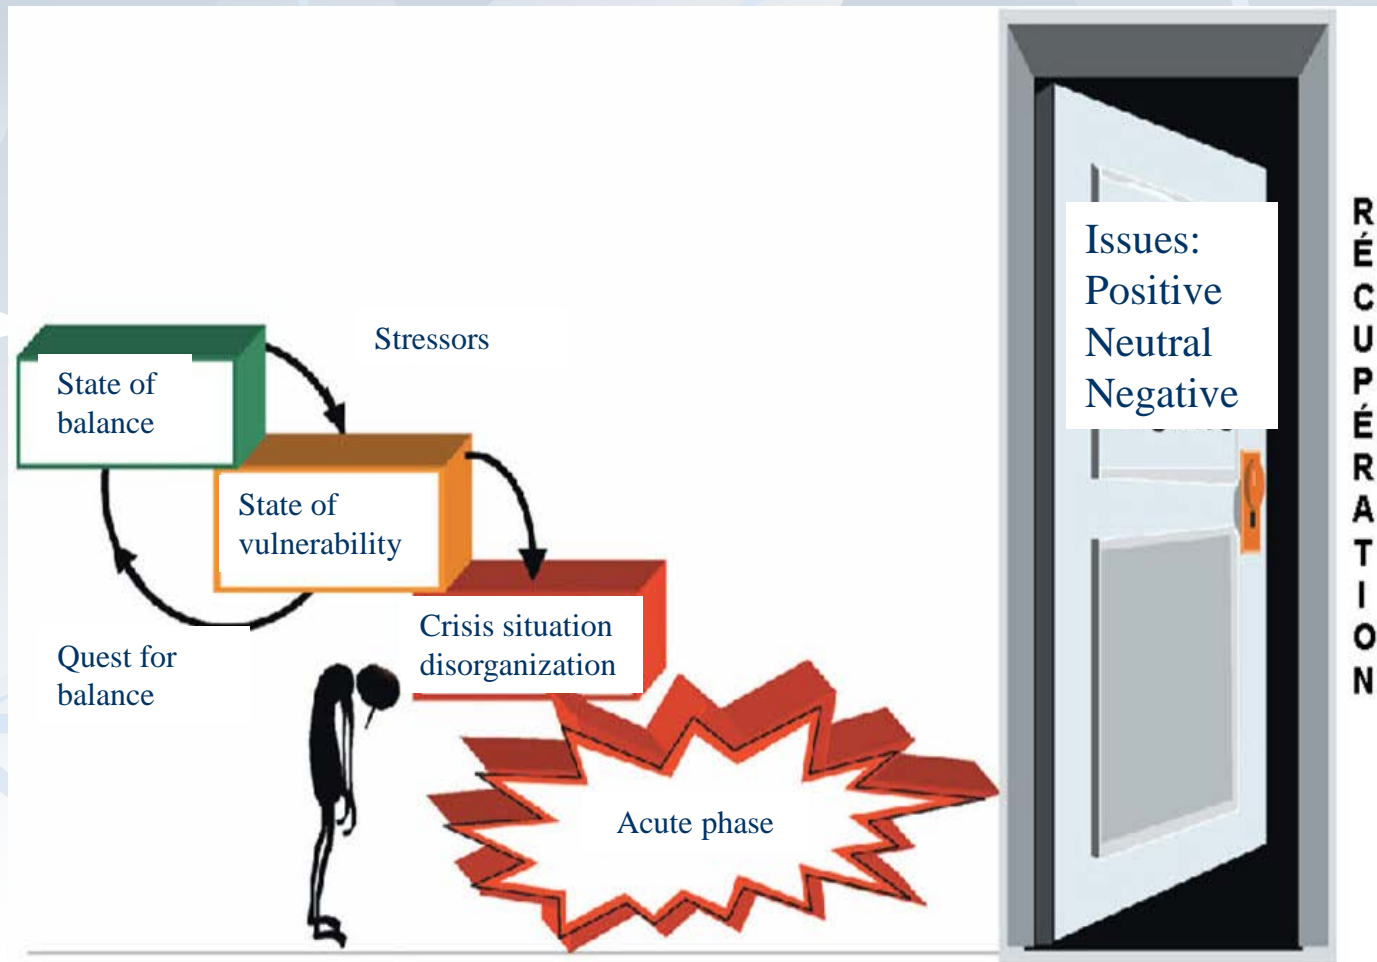 Stressors
State of
balance
State of
vulnerability
Crisis situation
disorganization
Quest for
balance
Acute phase
Issues:
Positive
Neutral
Negative
RÉCUPÉRATION